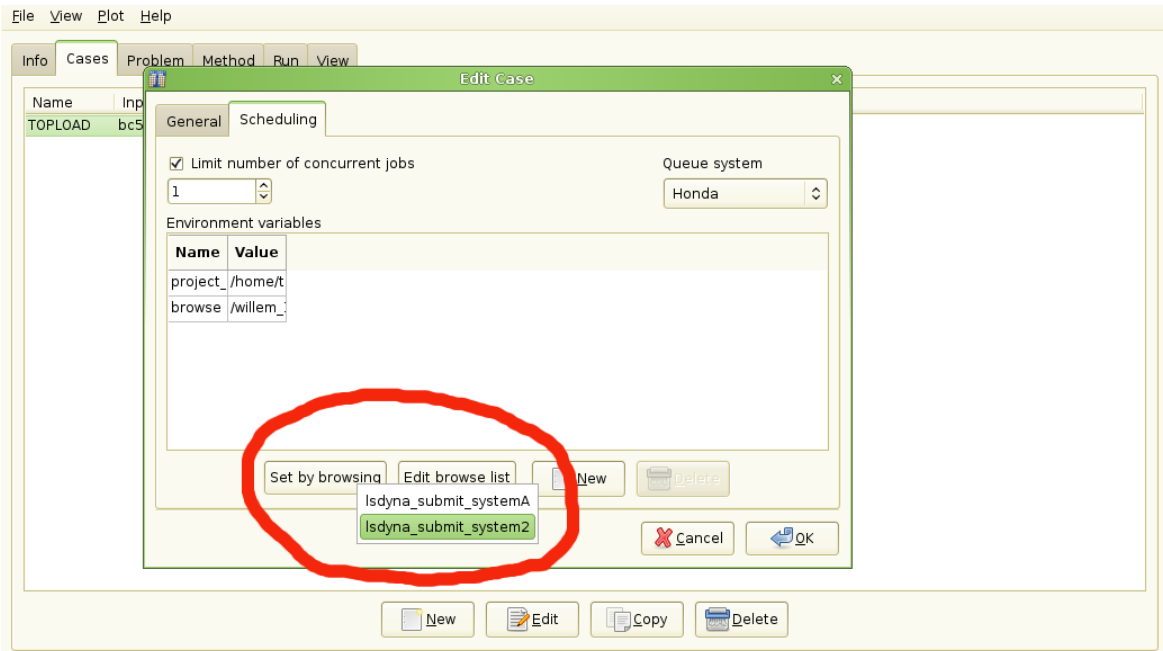 File View Plot Help
Info Cases Problem Method Run View
Edit Case
Name Inp
TOPLOAD bc5
General Scheduling
Limit number of concurrent jobs
Queue system
1
Honda
Environment variables
Name Value
project_ /home/t
browse /willem_
Set by browsing Edit browse list New Delete
lsdyna_submit_systemA
lsdyna_submit_system2
Cancel OK
New Edit Copy Delete